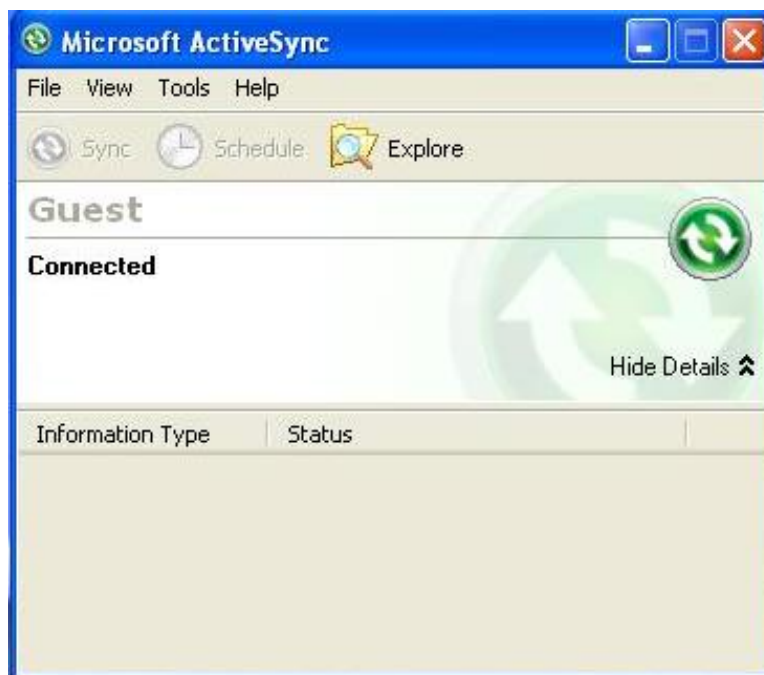 Microsoft ActiveSync
File View Tools Help
Sync Schedule Explore
Guest
Connected
Hide Details
Information Type Status